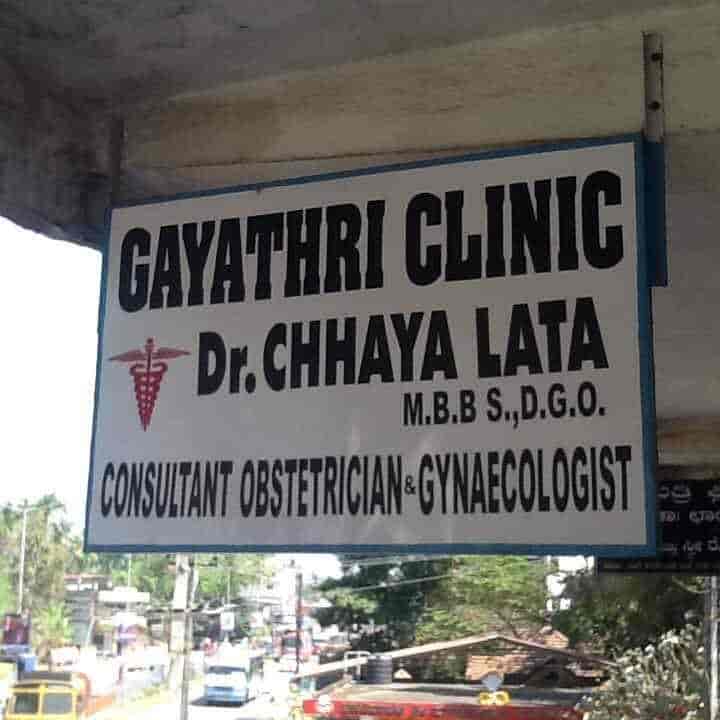 GAYATHRI CLINIC
Dr. CHHAYA LATA
M.B.B S.,D.G.O.
CONSULTANT OBSTETRICIAN & GYNAECOLOGIST